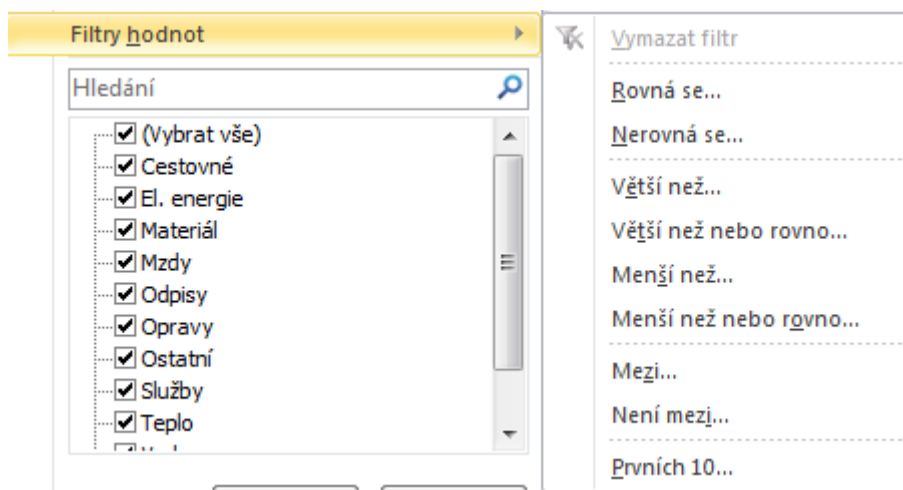 Filtry hodnot
Hledání
(Vybrat vše)
Cestovné
El. energie
Materiál
Mzdy
Odpisy
Opravy
Ostatní
Služby
Teplo
Vymazat filtr
Rovná se...
Nerovná se...
Větší než...
Větší než nebo rovno...
Menší než...
Menší než nebo rovno...
Mezi...
Není mezi...
Prvních 10...